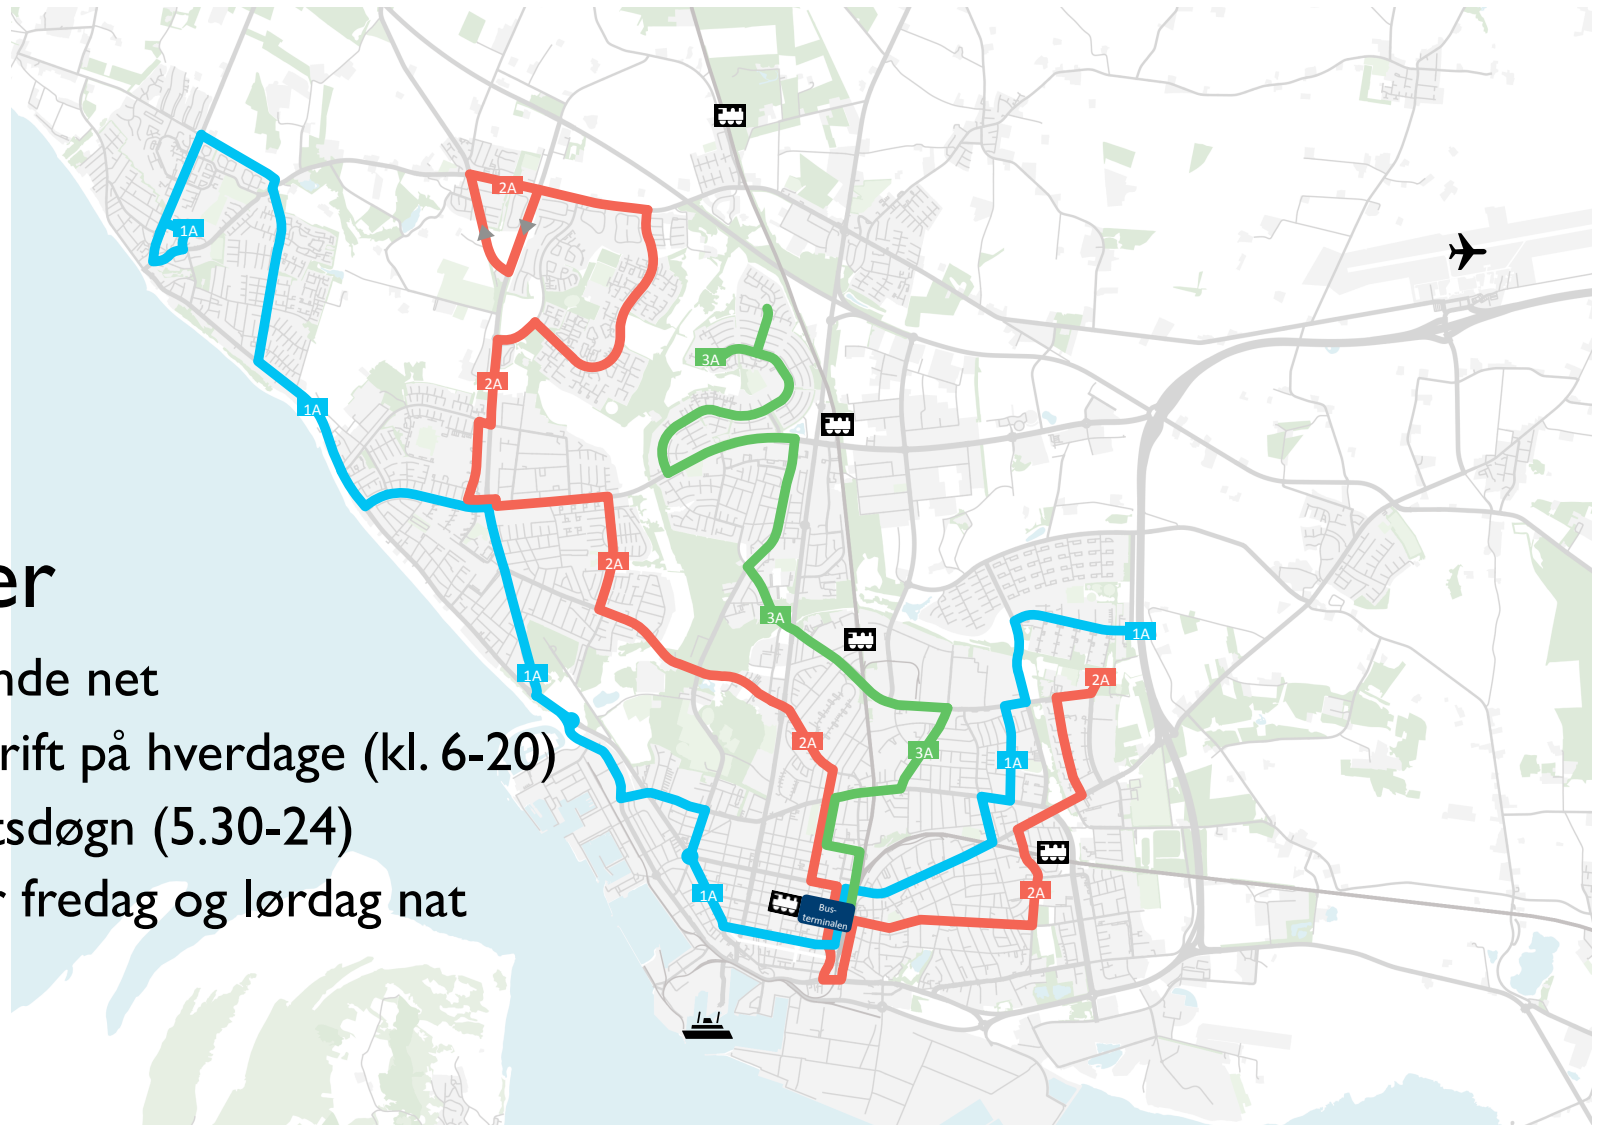 er
nde net
rift på hverdage (kl. 6-20)
tsdøgn (5.30-24)
r fredag og lørdag nat
1A
2A
3A
2A
1A
2A
3A
1A
1A
2A
2A
3A
1A
2A
1A
Bus-
terminalen